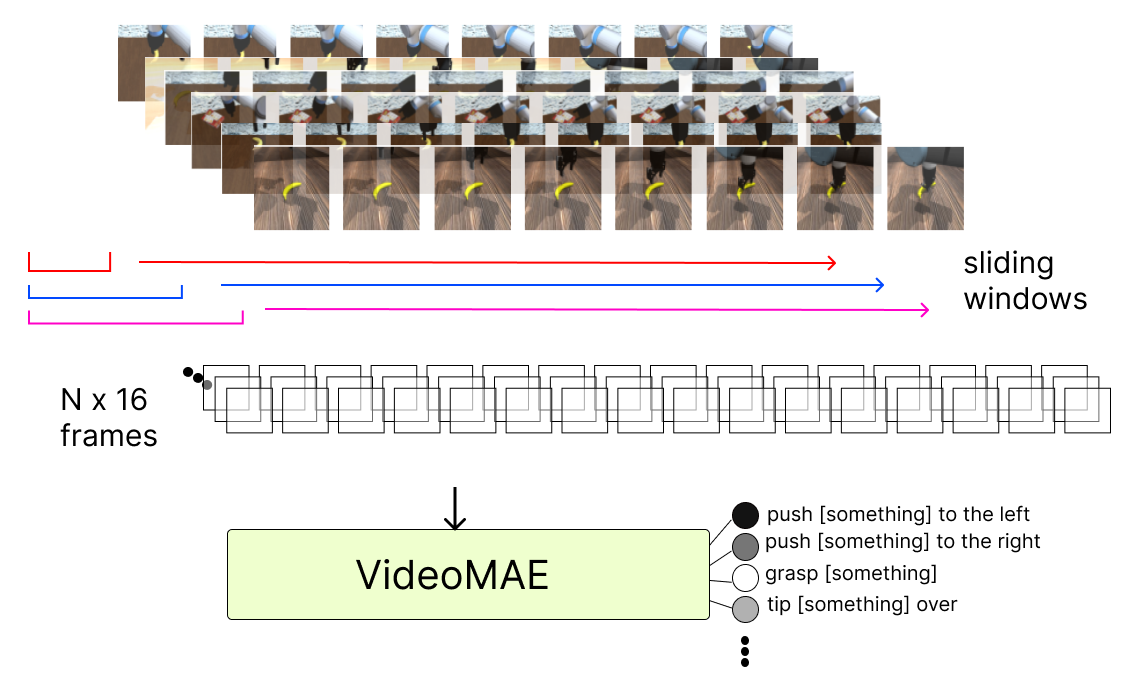 sliding
windows
N x 16
frames
VideoMAE
push [something] to the left
push [something] to the right
grasp [something]
tip [something] over